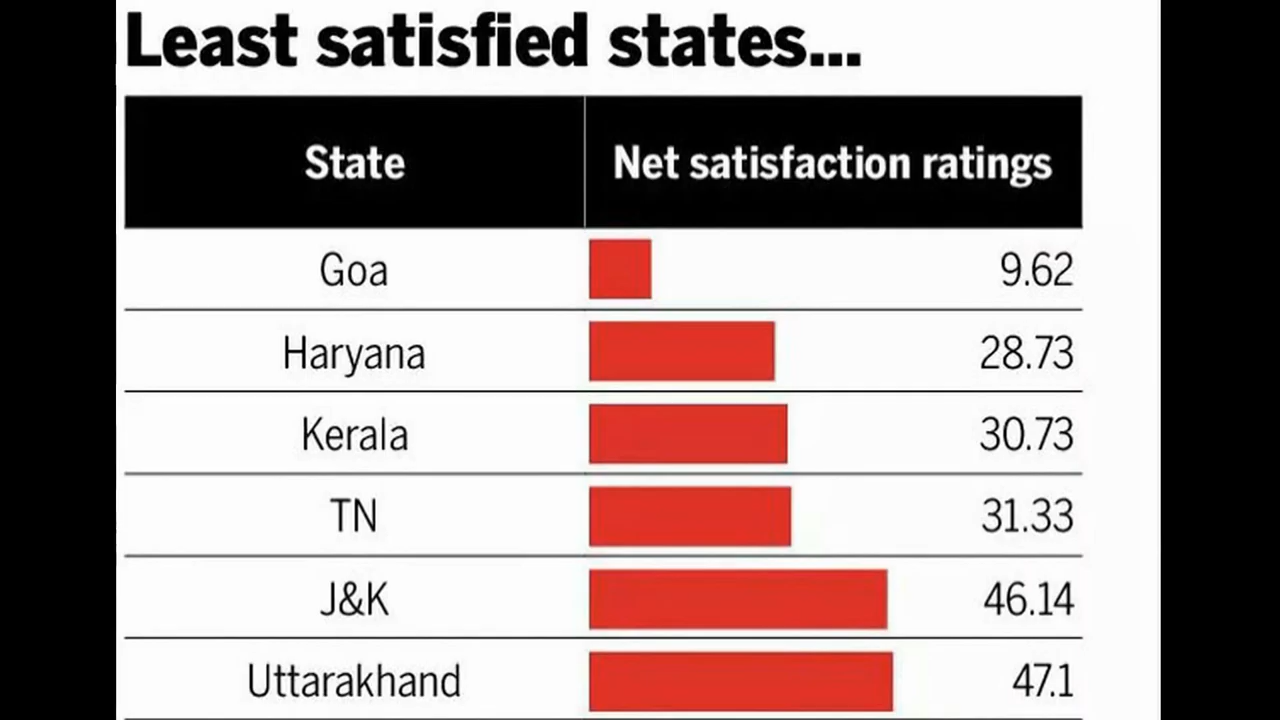 Least satisfied states...
State Net satisfaction ratings
Goa 9.62
Haryana 28.73
Kerala 30.73
TN 31.33
J&K 46.14
Uttarakhand 47.1